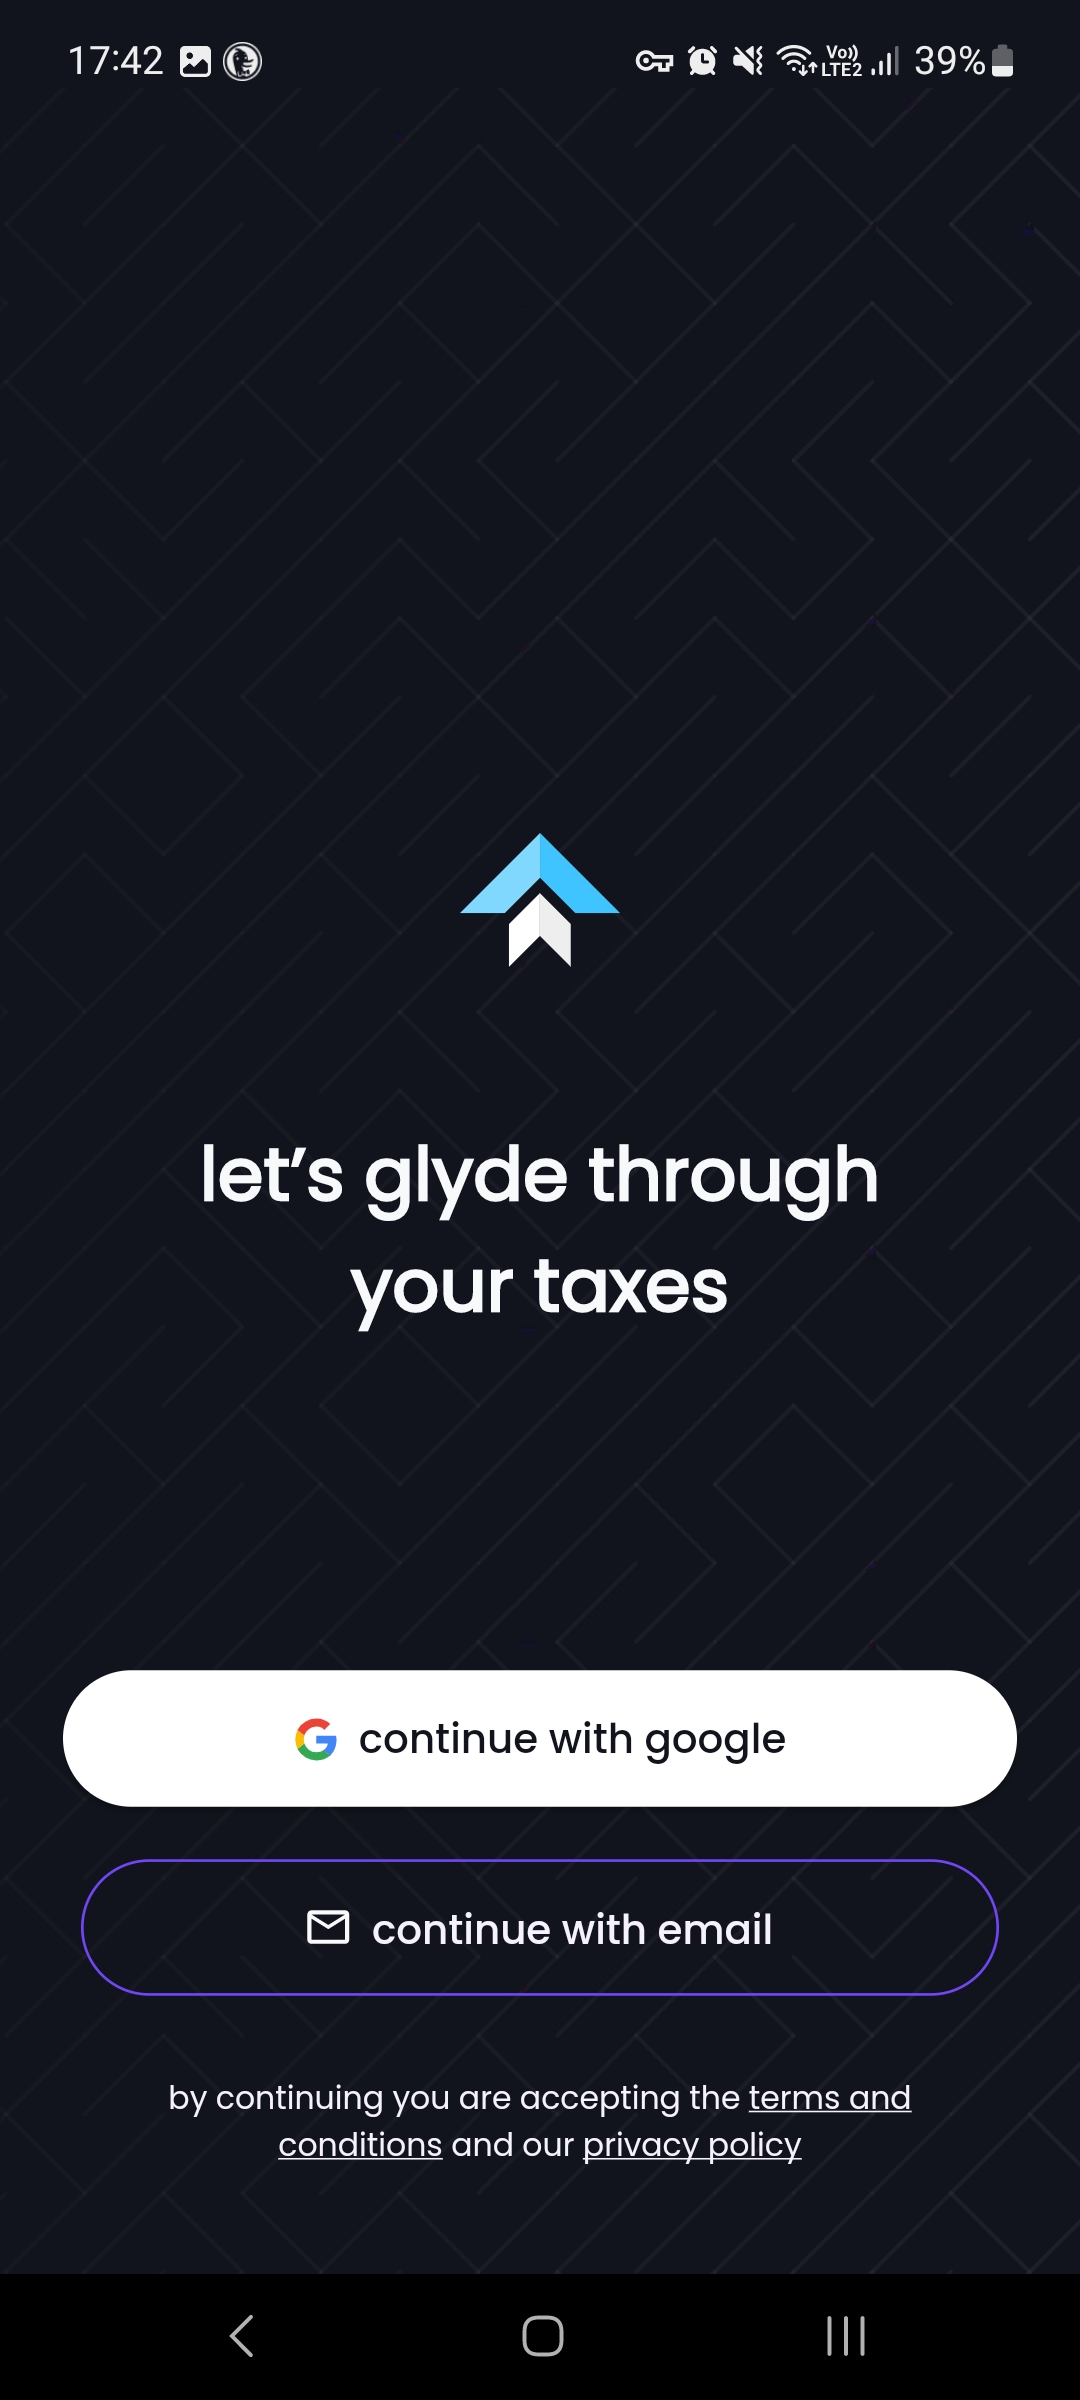 17:42 Vo)) LTE2 39%
let's glyde through
your taxes
continue with google
continue with email
by continuing you are accepting the terms and
conditions and our privacy policy